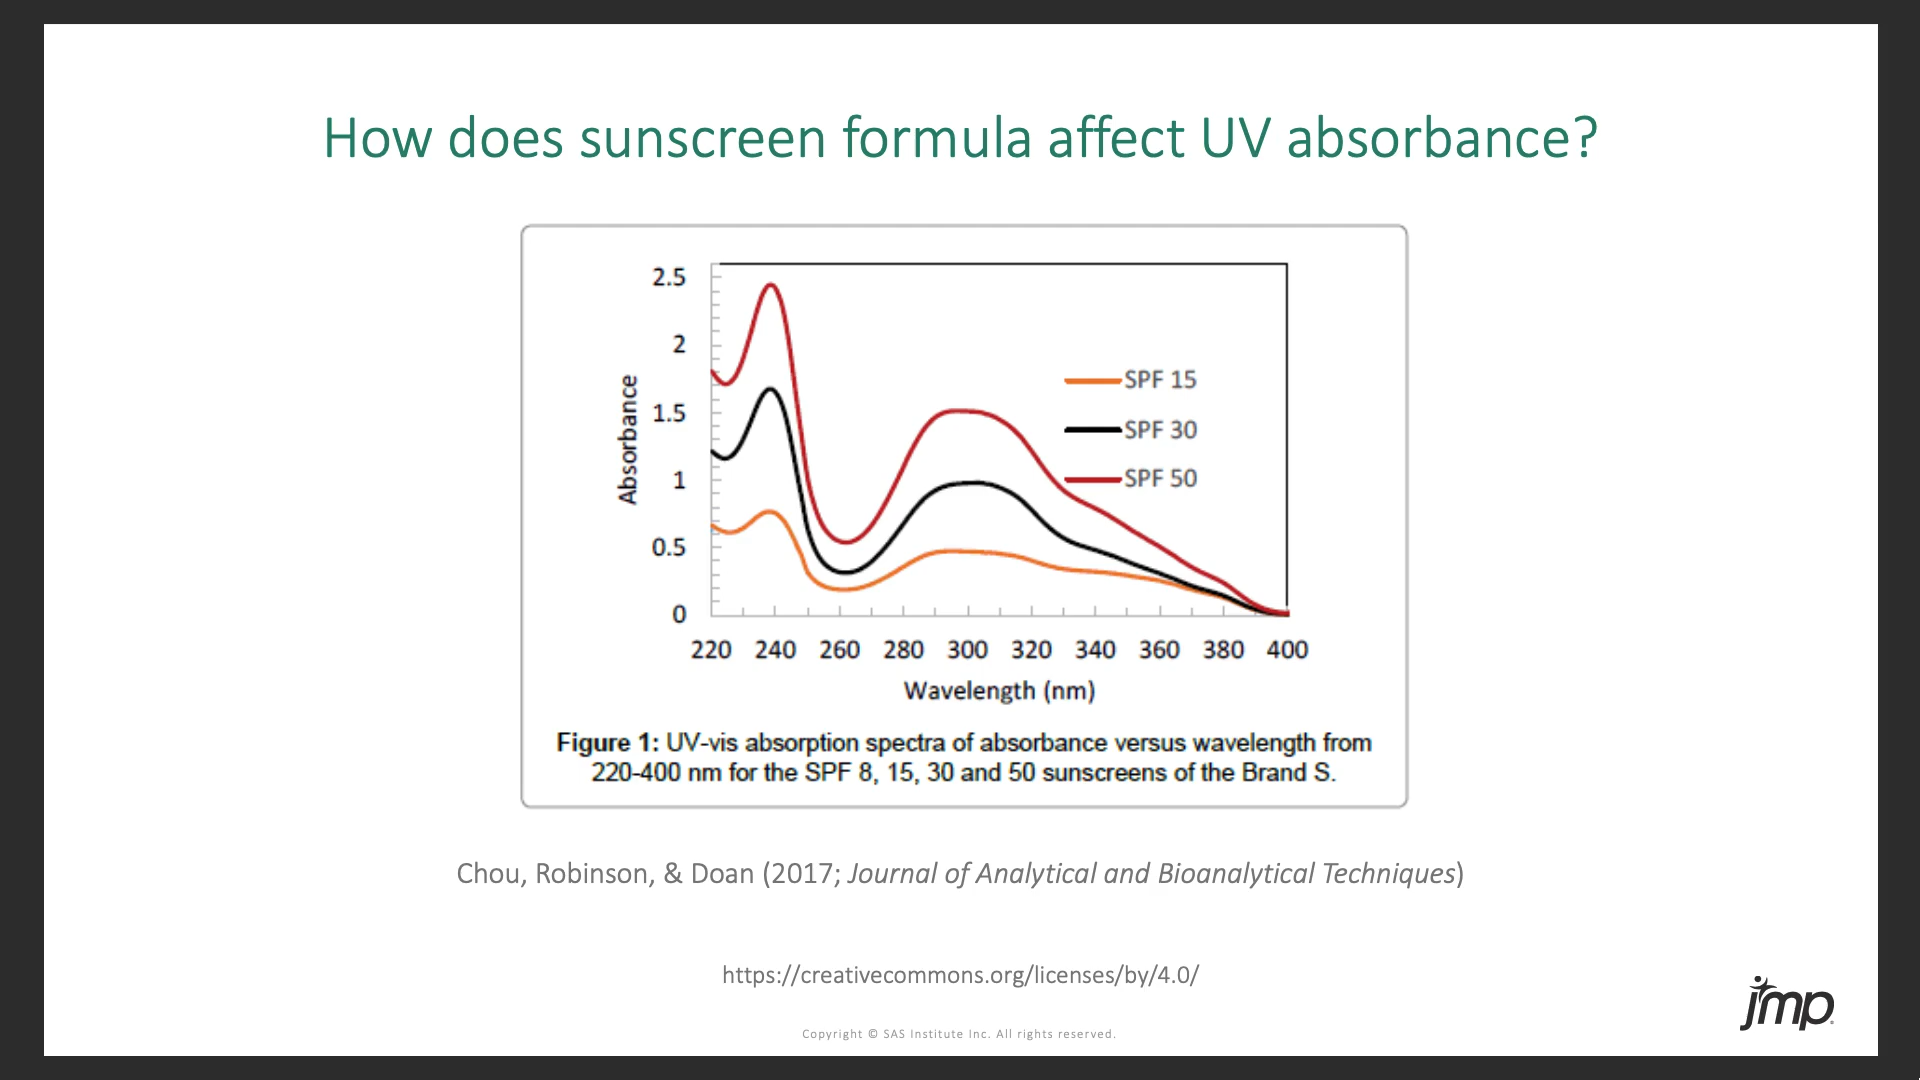 How does sunscreen formula affect UV absorbance?
2.5
2
1.5
1
0.5
0
Absorbance
SPF 15
SPF 30
SPF 50
220 240 260 280 300 320 340 360 380 400
Wavelength (nm)
Figure 1: UV-vis absorption spectra of absorbance versus wavelength from
220-400 nm for the SPF 8, 15, 30 and 50 sunscreens of the Brand S.
Chou, Robinson, & Doan (2017; Journal of Analytical and Bioanalytical Techniques)
https://creativecommons.org/licenses/by/4.0/
jmp
Copyright © SAS Institute Inc. All rights reserved.